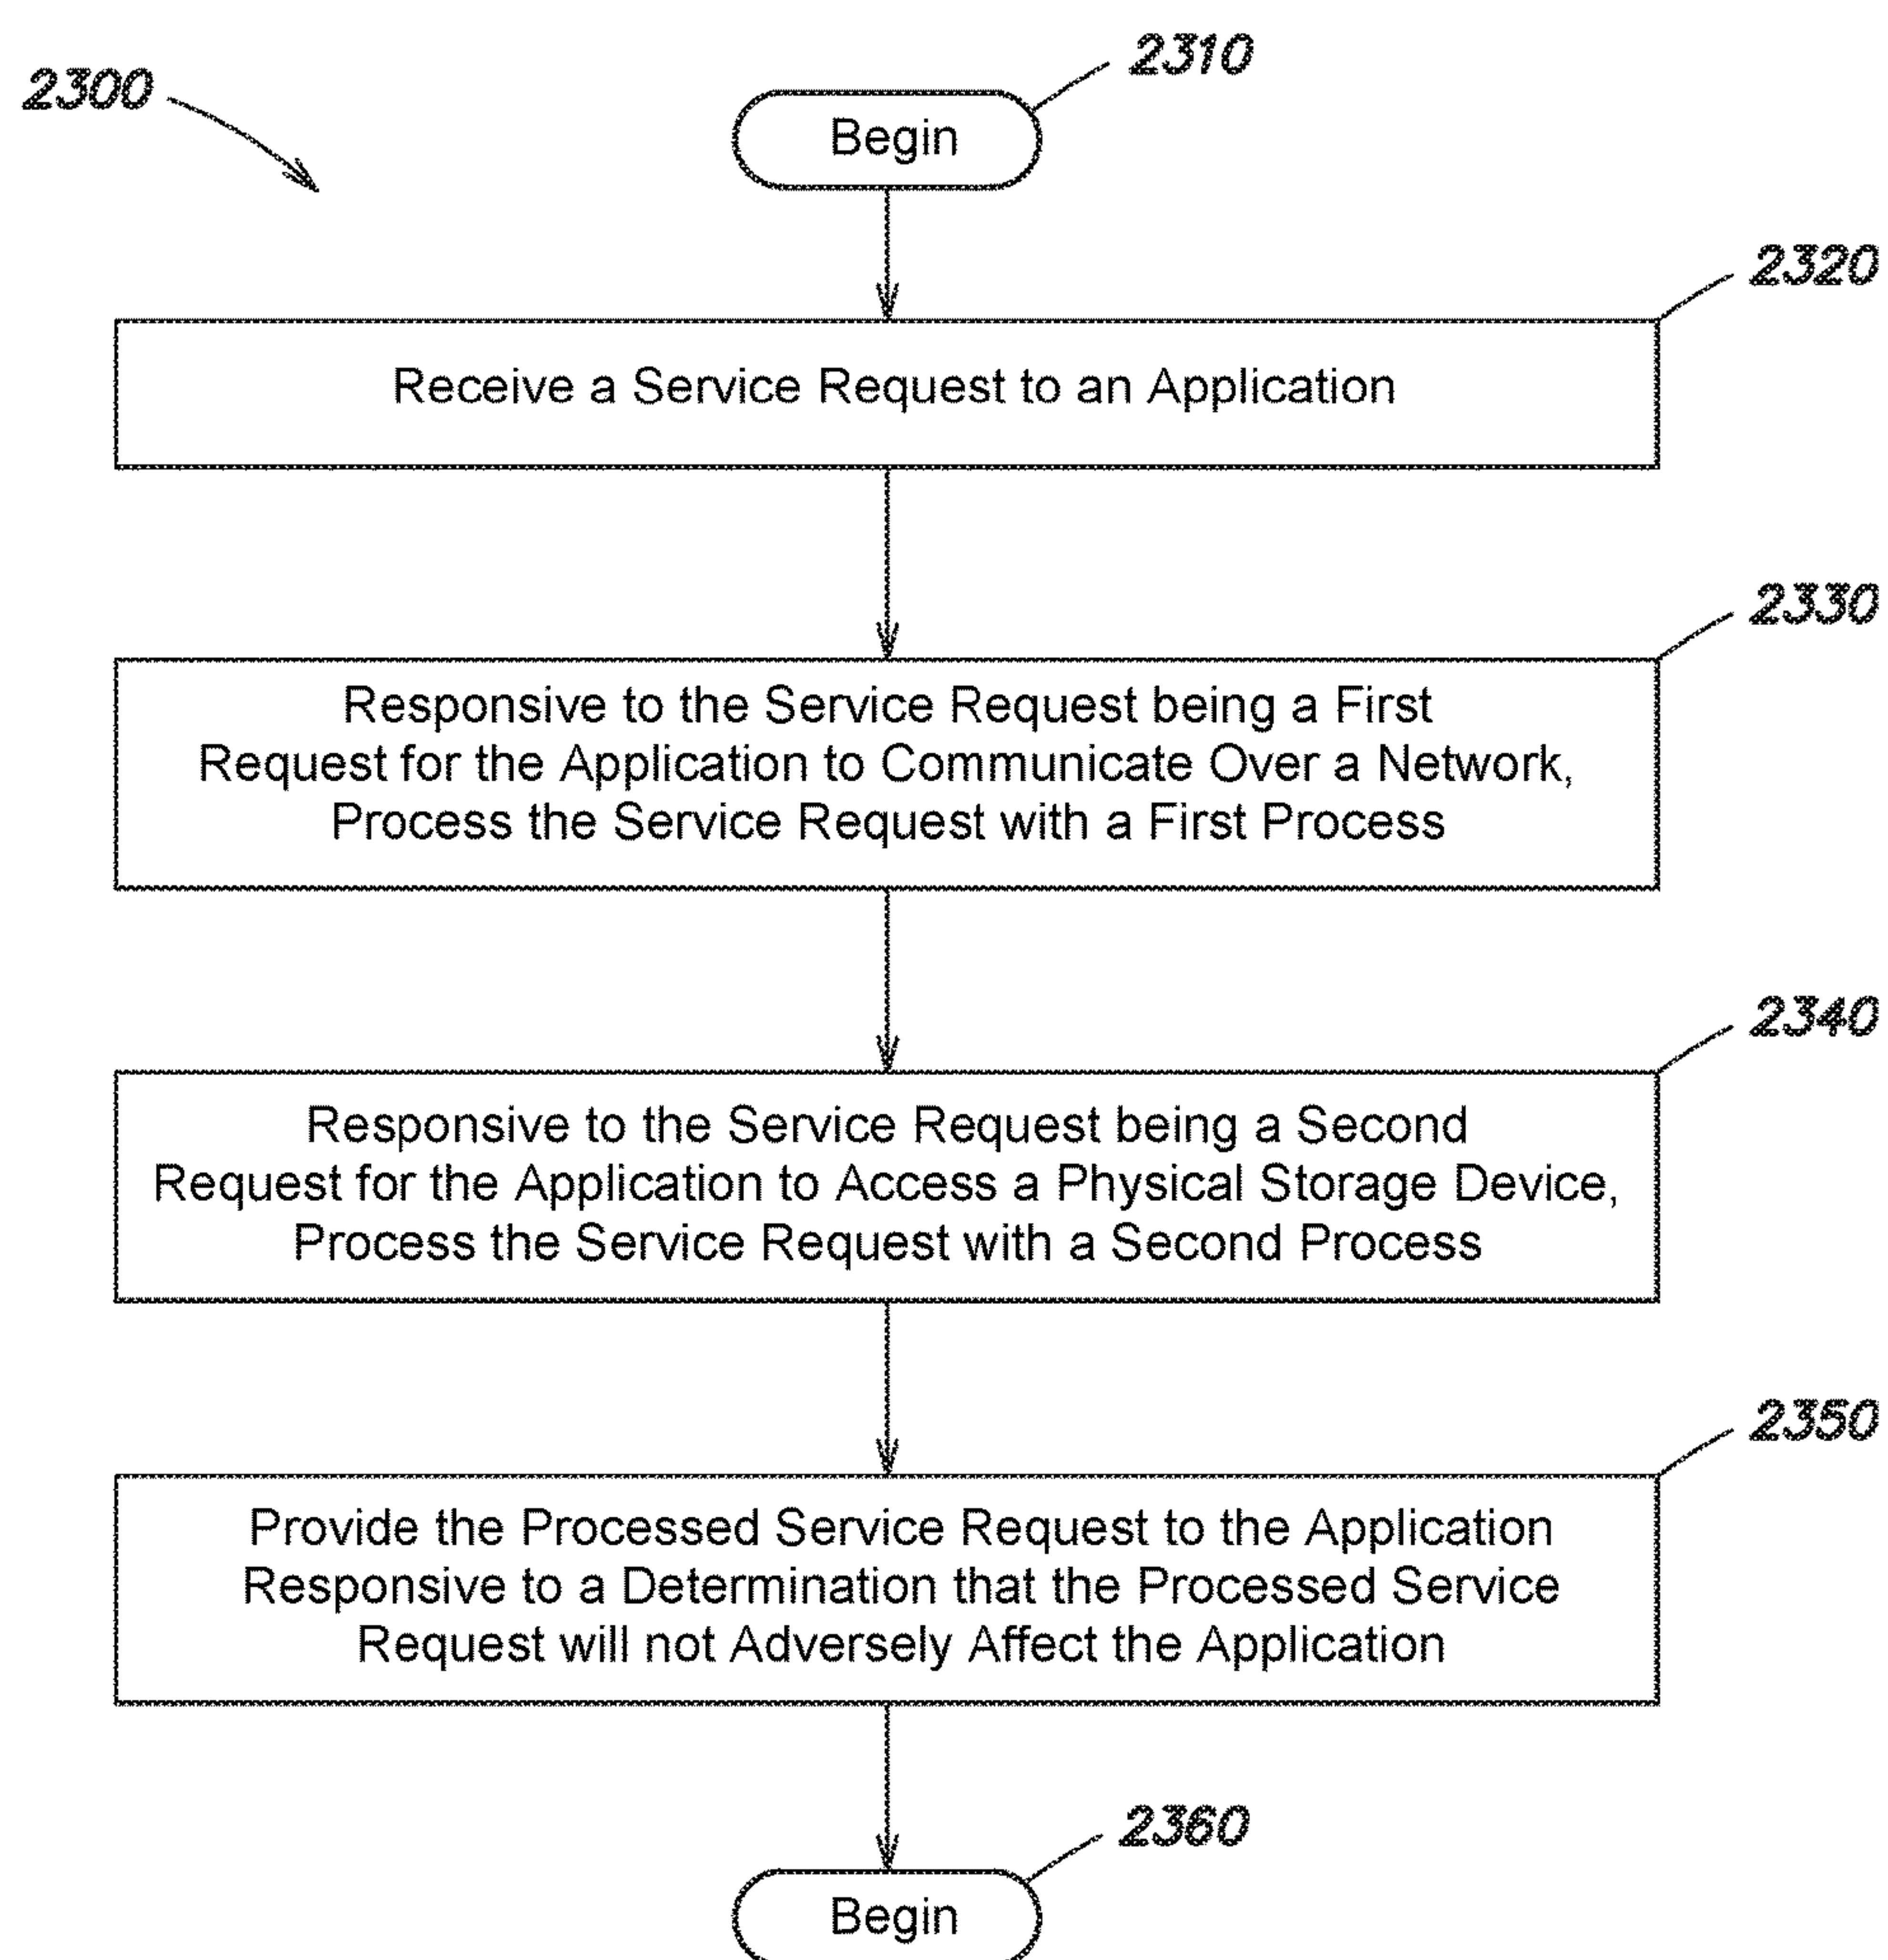 2310
2300
Begin
2320
Receive a Service Request to an Application
2330
Responsive to the Service Request being a First
Request for the Application to Communicate Over a Network,
Process the Service Request with a First Process
2340
Responsive to the Service Request being a Second
Request for the Application to Access a Physical Storage Device,
Process the Service Request with a Second Process
2350
Provide the Processed Service Request to the Application
Responsive to a Determination that the Processed Service
Request will not Adversely Affect the Application
2360
Begin